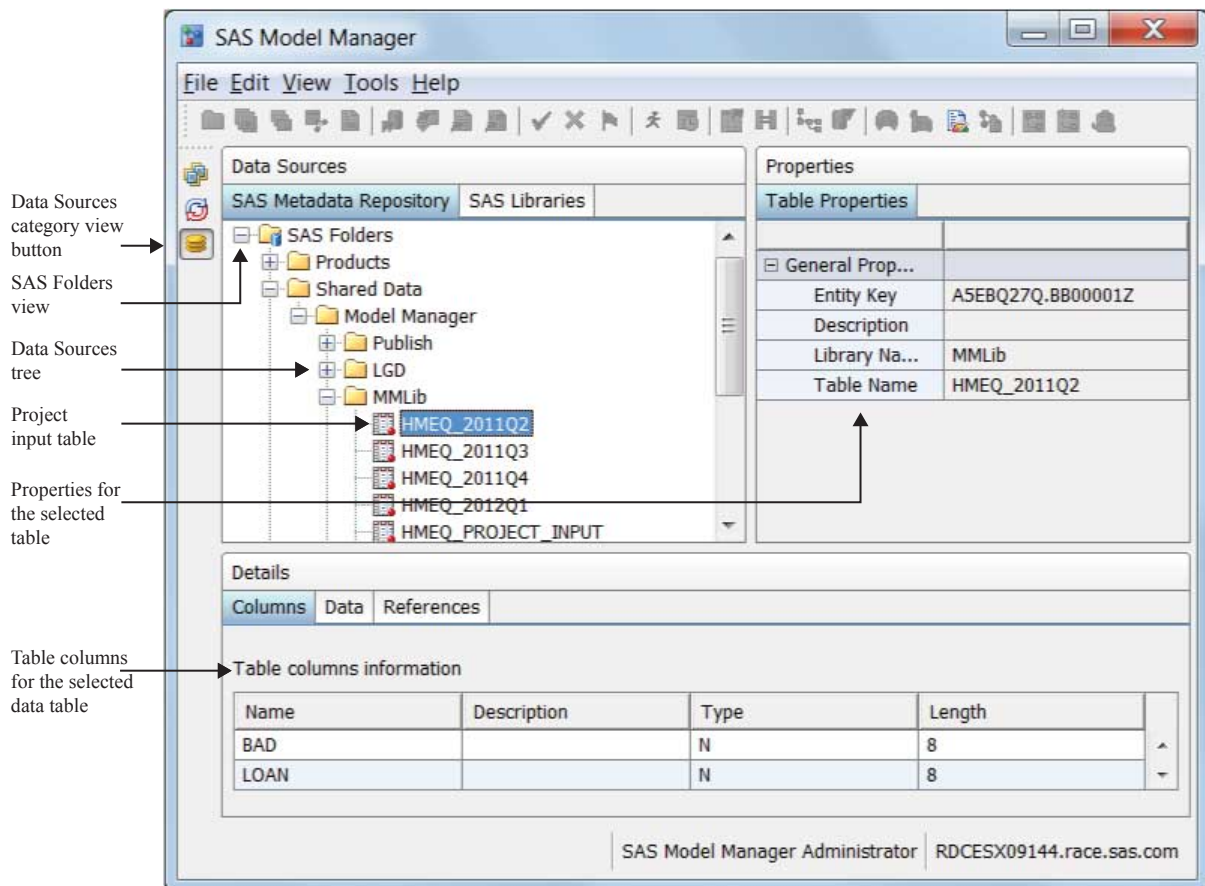 SAS Model Manager
File Edit View Tools Help
Data Sources
SAS Metadata Repository SAS Libraries
SAS Folders
Products
Shared Data
Model Manager
Publish
LGD
MMLib
HMEQ_2011Q2
HMEQ_2011Q3
HMEQ_2011Q4
HMEQ_2012Q1
HMEQ_PROJECT_INPUT
Properties
Table Properties
General Prop...
Entity Key A5EBQ27Q.BB00001Z
Description
Library Na... MMLib
Table Name HMEQ_2011Q2
Data Sources
category view
button
SAS Folders
view
Data Sources
tree
Project
input table
Properties for
the selected
table
Table columns
for the selected
data table
Details
Columns Data References
Table columns information
Name Description Type Length
BAD N 8
LOAN N 8
SAS Model Manager Administrator RDCESX09144.race.sas.com